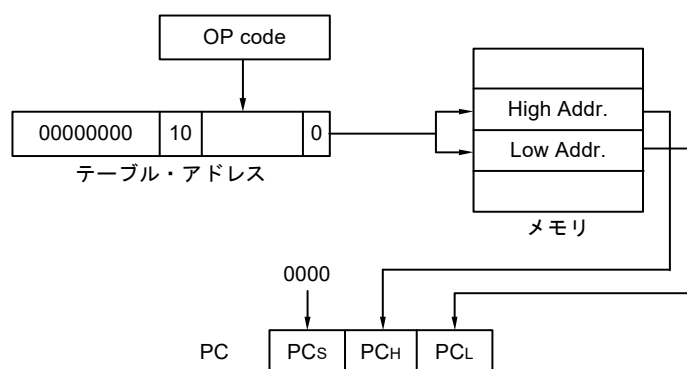 OP code
00000000 10 0
テーブル・アドレス
High Addr.
Low Addr.
メモリ
0000
PC PCS PCH PCL